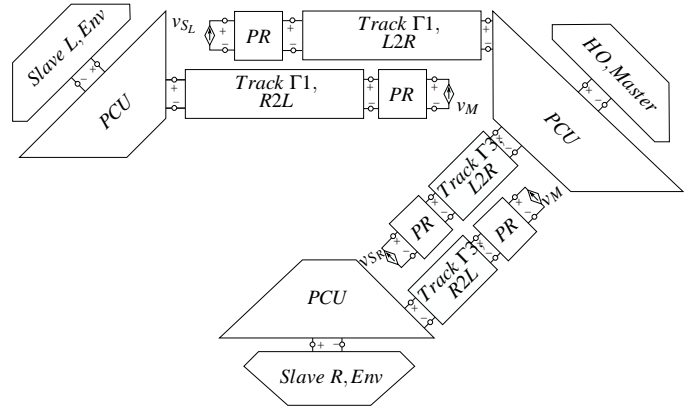 Slave L, Env
PCU
v_{S_L}
+ −
PR
+ −
Track Γ1,
L2R
+ −
+ −
Track Γ1,
R2L
+ −
PR
+ −
v_M
HO, Master
+ −
PCU
+ −
Track Γ3,
L2R
+ −
PR
+ −
v_{S_R}
v_M
+ −
PR
+ −
Track Γ3,
R2L
+ −
PCU
+ −
Slave R, Env
+ −